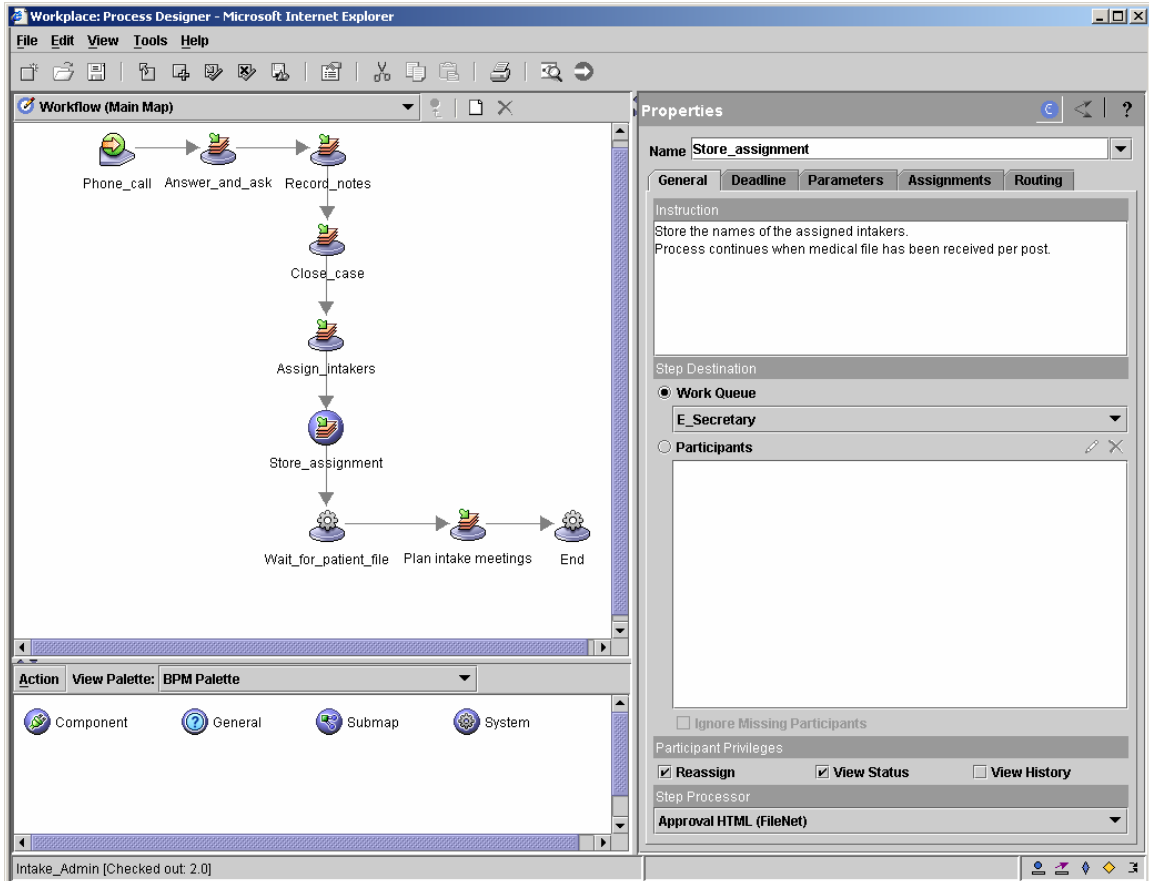 Workplace: Process Designer - Microsoft Internet Explorer
File Edit View Tools Help
Workflow (Main Map)
Phone_call Answer_and_ask Record_notes
Close_case
Assign_intakers
Store_assignment
Wait_for_patient_file Plan intake meetings End
Action View Palette: BPM Palette
Component General Submap System
Properties
Name Store_assignment
General Deadline Parameters Assignments Routing
Instruction
Store the names of the assigned intakers.
Process continues when medical file has been received per post.
Step Destination
Work Queue
E_Secretary
Participants
Ignore Missing Participants
Participant Privileges
Reassign View Status View History
Step Processor
Approval HTML (FileNet)
Intake_Admin [Checked out: 2.0]